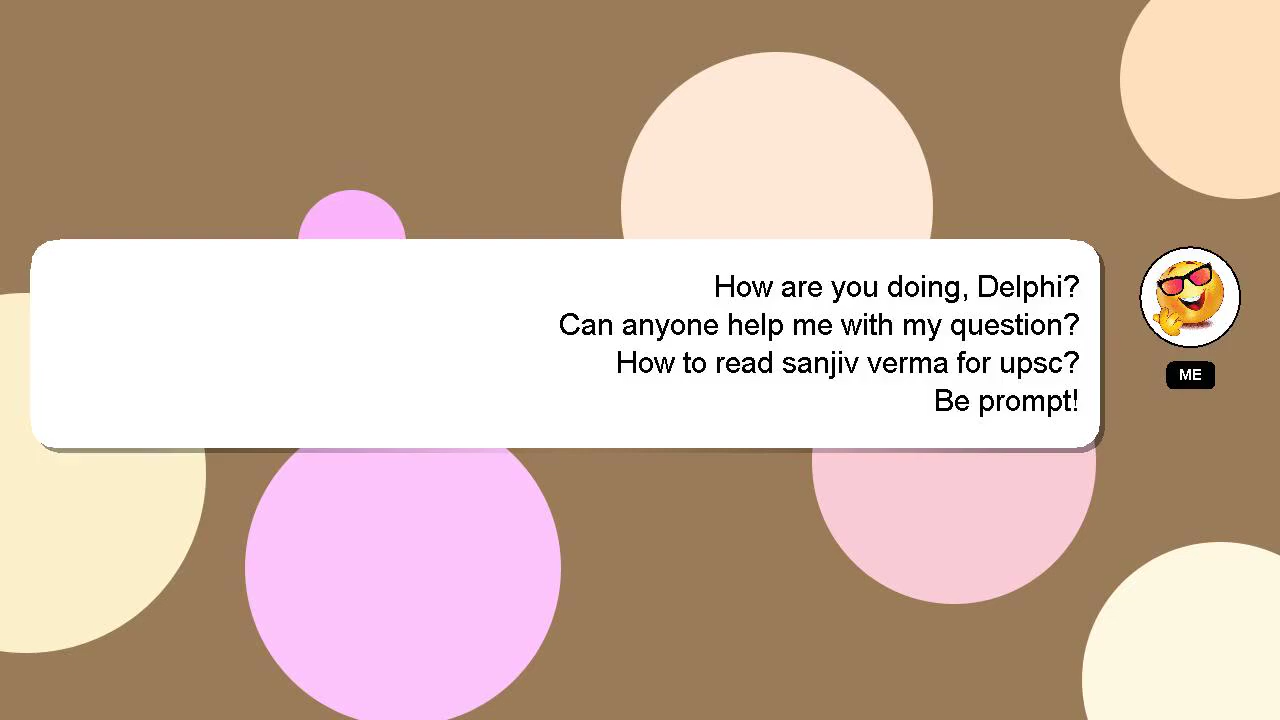 How are you doing, Delphi?
Can anyone help me with my question?
How to read sanjiv verma for upsc?
Be prompt!
ME